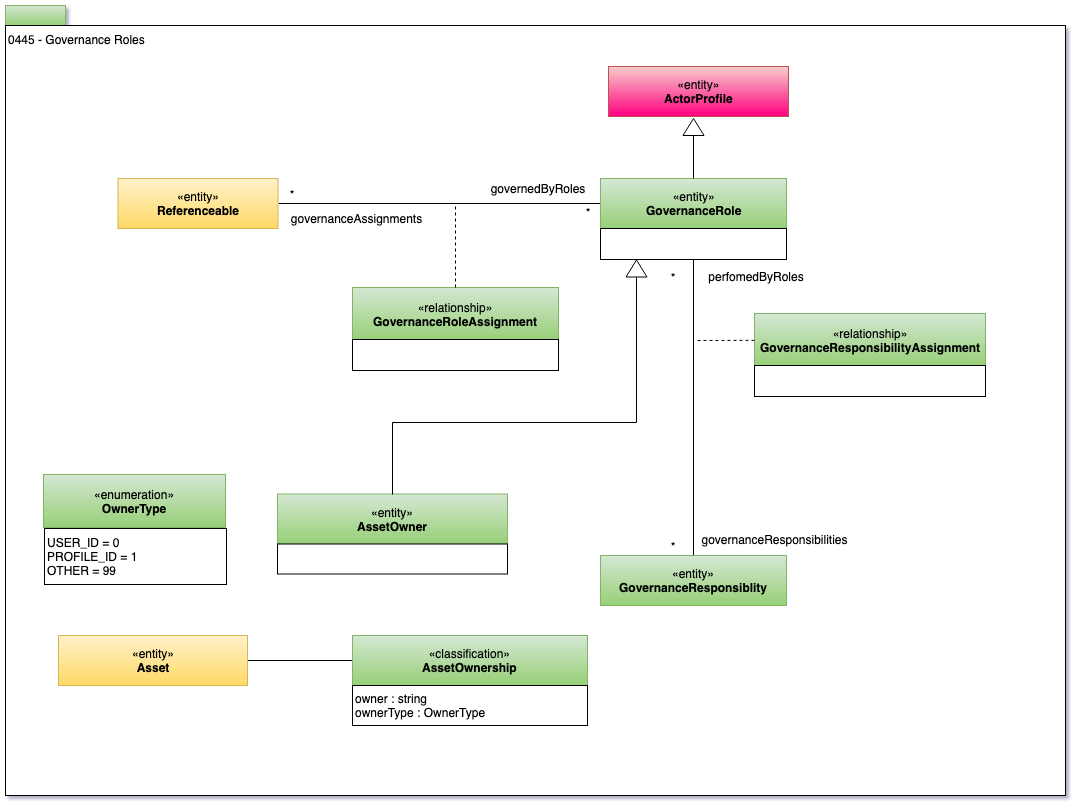 0445 - Governance Roles
«entity»
ActorProfile
«entity»
Referenceable
*
governanceAssignments
governedByRoles
*
«entity»
GovernanceRole
*
perfomedByRoles
«relationship»
GovernanceRoleAssignment
«relationship»
GovernanceResponsibilityAssignment
«enumeration»
OwnerType
USER_ID = 0
PROFILE_ID = 1
OTHER = 99
«entity»
AssetOwner
*
governanceResponsibilities
«entity»
GovernanceResponsiblity
«entity»
Asset
«classification»
AssetOwnership
owner : string
ownerType : OwnerType